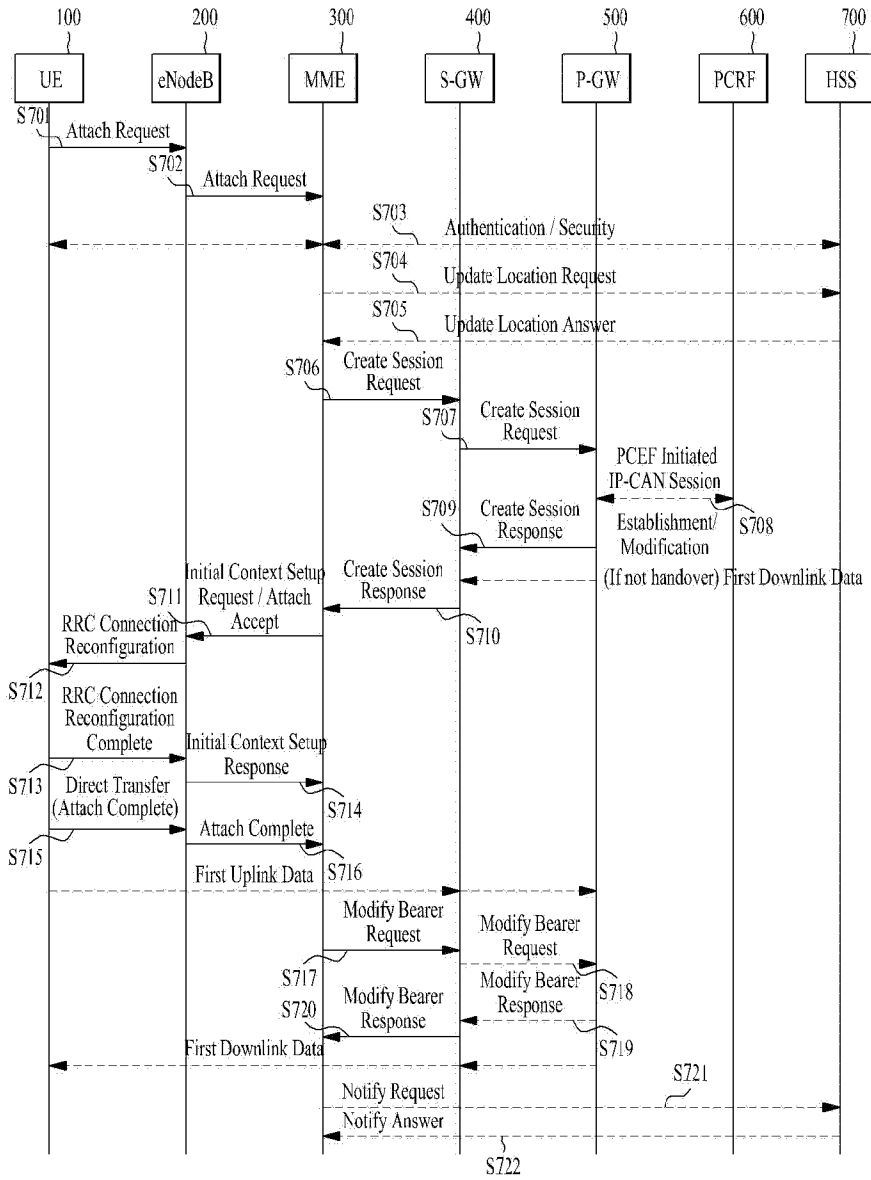 100
200
300
400
500
600
700
UE
eNodeB
MME
S-GW
P-GW
PCRF
HSS
S701
Attach Request
S702
Attach Request
S703
Authentication / Security
S704
Update Location Request
S705
Update Location Answer
S706
Create Session
Request
S707
Create Session
Request
PCEF Initiated
IP-CAN Session
S708
S709
Create Session
Response
Establishment/
Modification
(If not handover) First Downlink Data
Create Session
Response
S710
Initial Context Setup
Request / Attach
Accept
S711
RRC Connection
Reconfiguration
S712
RRC Connection
Reconfiguration
Complete
S713
Initial Context Setup
Response
S714
Direct Transfer
(Attach Complete)
S715
Attach Complete
S716
First Uplink Data
Modify Bearer
Request
S717
Modify Bearer
Request
S718
Modify Bearer
Response
S719
S720
Modify Bearer
Response
First Downlink Data
S721
Notify Request
Notify Answer
S722